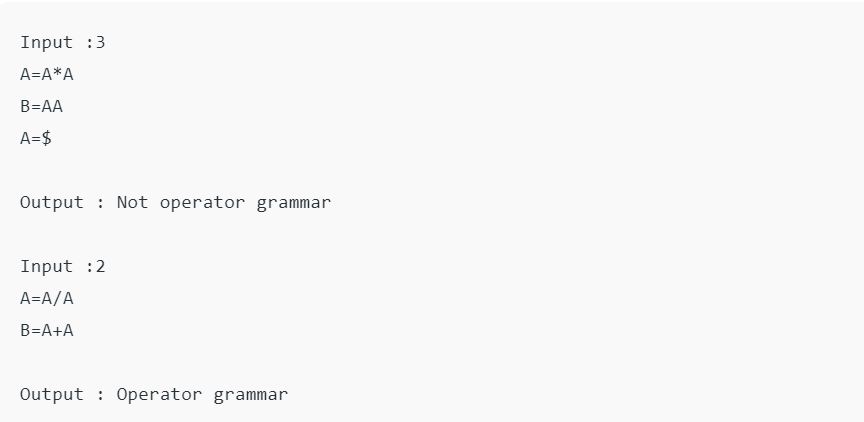 Input :3
A=A*A
B=AA
A=$
Output : Not operator grammar
Input :2
A=A/A
B=A+A
Output : Operator grammar